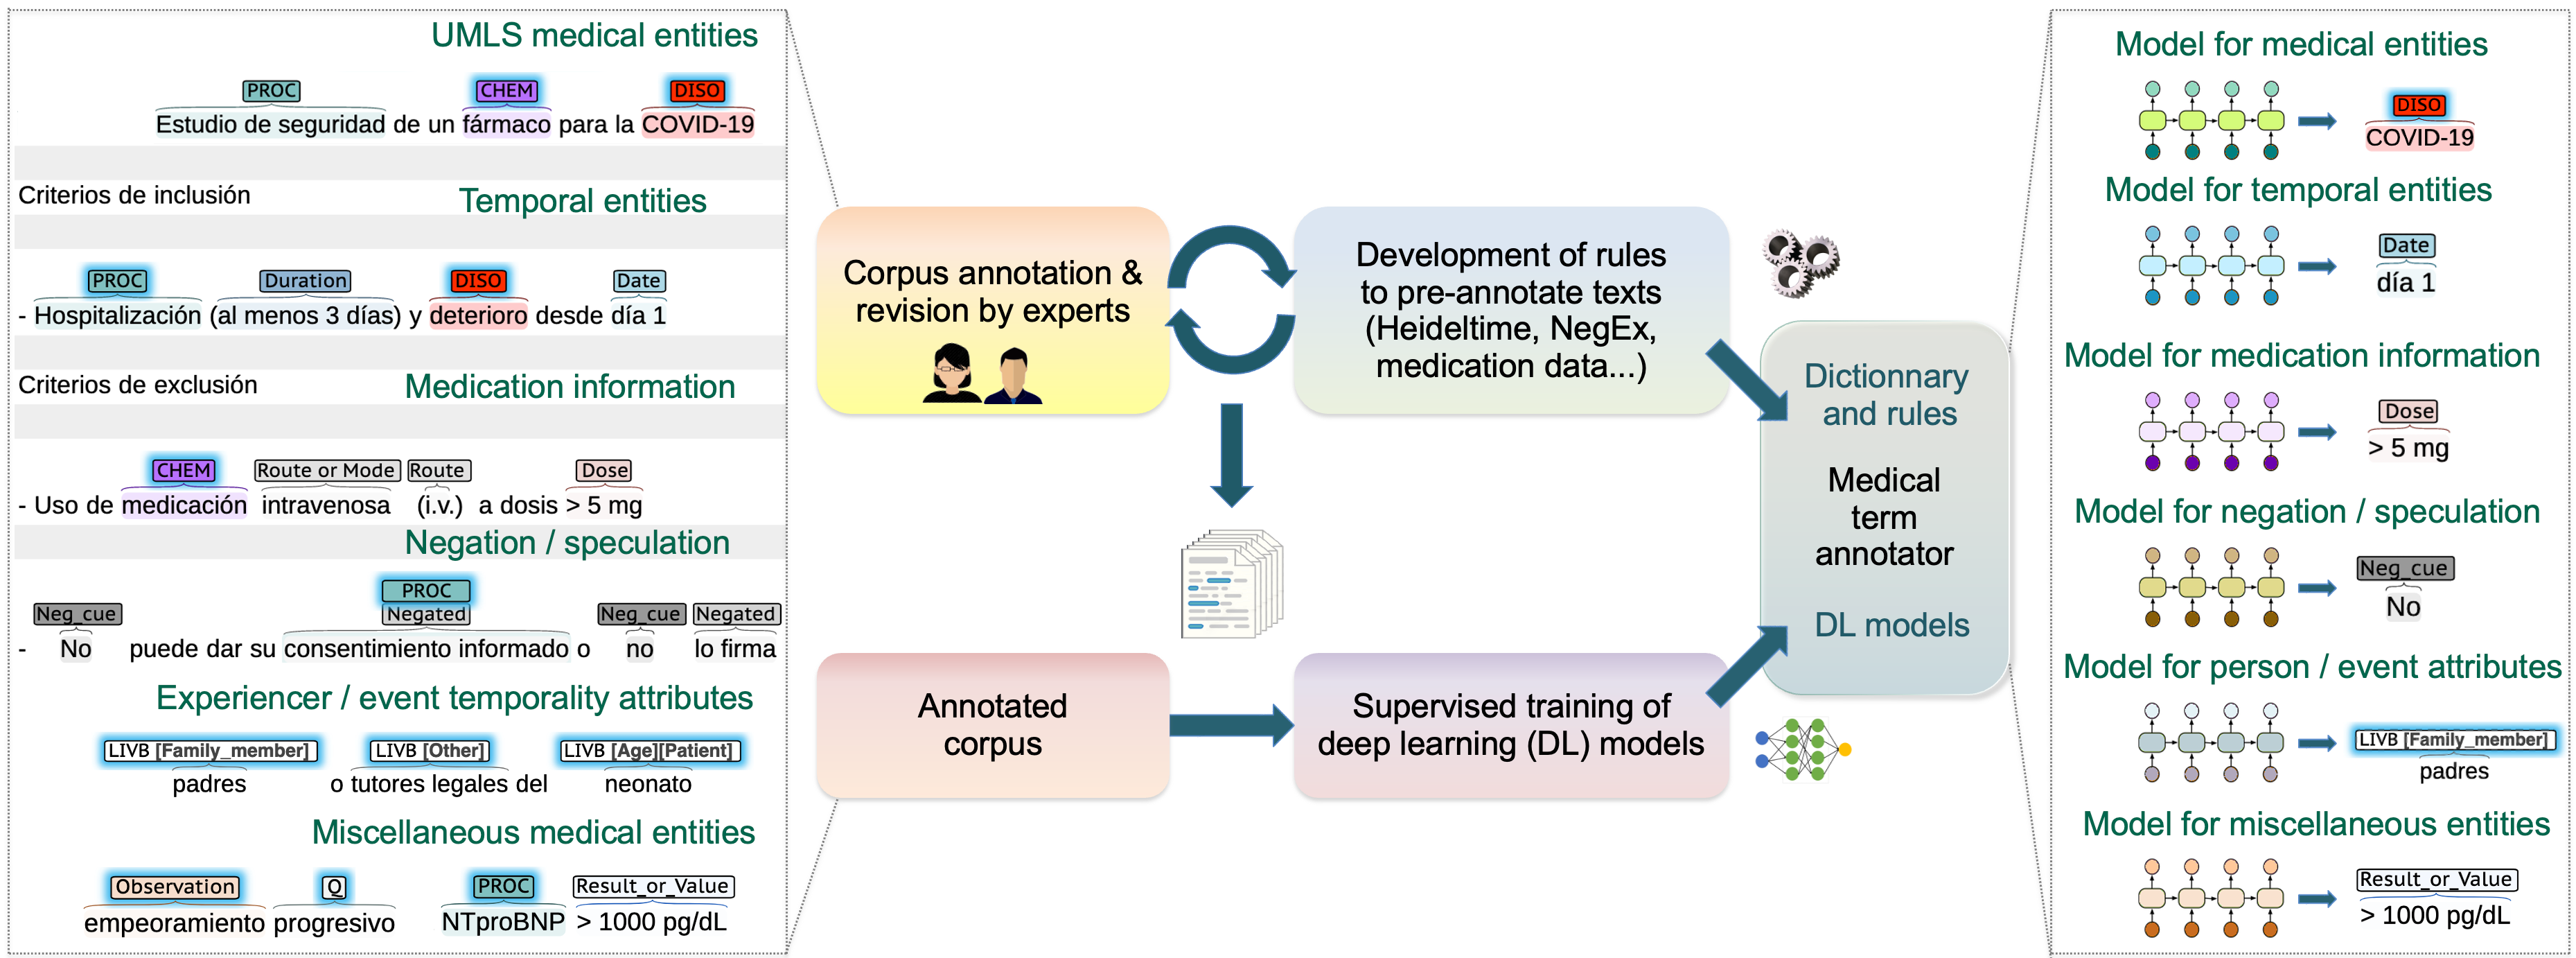 UMLS medical entities
PROC CHEM DISO
Estudio de seguridad de un fármaco para la COVID-19
Criterios de inclusión
Temporal entities
PROC Duration DISO Date
- Hospitalización (al menos 3 días) y deterioro desde día 1
Criterios de exclusión
Medication information
CHEM Route or Mode Route Dose
- Uso de medicación intravenosa (i.v.) a dosis > 5 mg
Negation / speculation
PROC
Neg_cue Negated Neg_cue Negated
- No puede dar su consentimiento informado o no lo firma
Experiencer / event temporality attributes
LIVB [Family_member] LIVB [Other] LIVB [Age][Patient]
padres o tutores legales del neonato
Miscellaneous medical entities
Observation Q PROC Result_or_Value
empeoramiento progresivo NTproBNP > 1000 pg/dL
Corpus annotation &
revision by experts
Development of rules
to pre-annotate texts
(Heideltime, NegEx,
medication data...)
Annotated
corpus
Supervised training of
deep learning (DL) models
Dictionnary
and rules
Medical
term
annotator
DL models
Model for medical entities
DISO
COVID-19
Model for temporal entities
Date
día 1
Model for medication information
Dose
> 5 mg
Model for negation / speculation
Neg_cue
No
Model for person / event attributes
LIVB [Family_member]
padres
Model for miscellaneous entities
Result_or_Value
> 1000 pg/dL